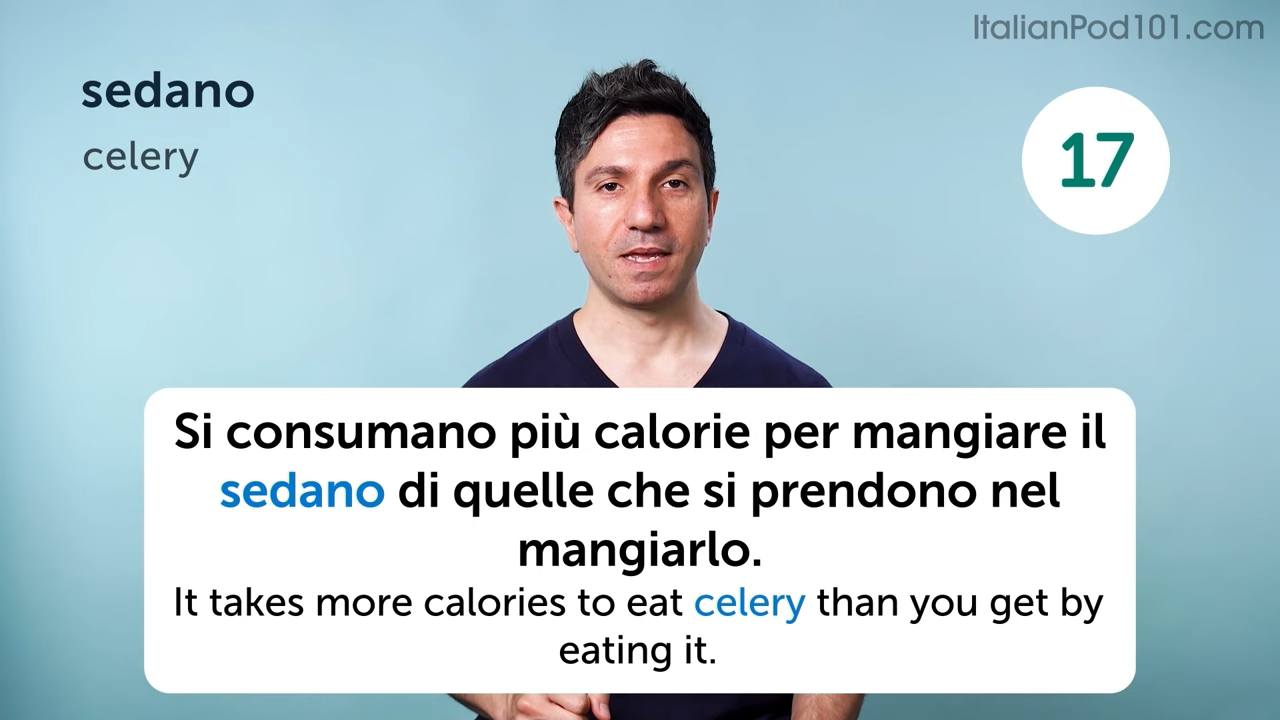 ItalianPod101.com
sedano
celery
17
Si consumano più calorie per mangiare il
sedano di quelle che si prendono nel
mangiarlo.
It takes more calories to eat celery than you get by
eating it.